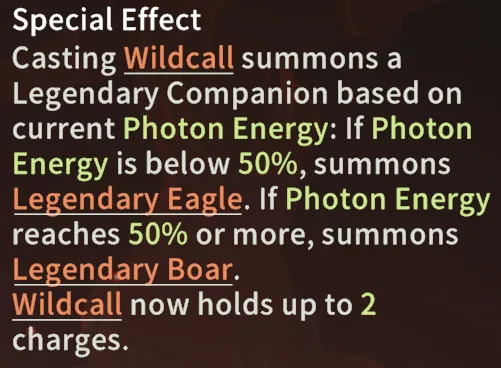 Special Effect
Casting Wildcall summons a
Legendary Companion based on
current Photon Energy: If Photon
Energy is below 50%, summons
Legendary Eagle. If Photon Energy
reaches 50% or more, summons
Legendary Boar.
Wildcall now holds up to 2
charges.